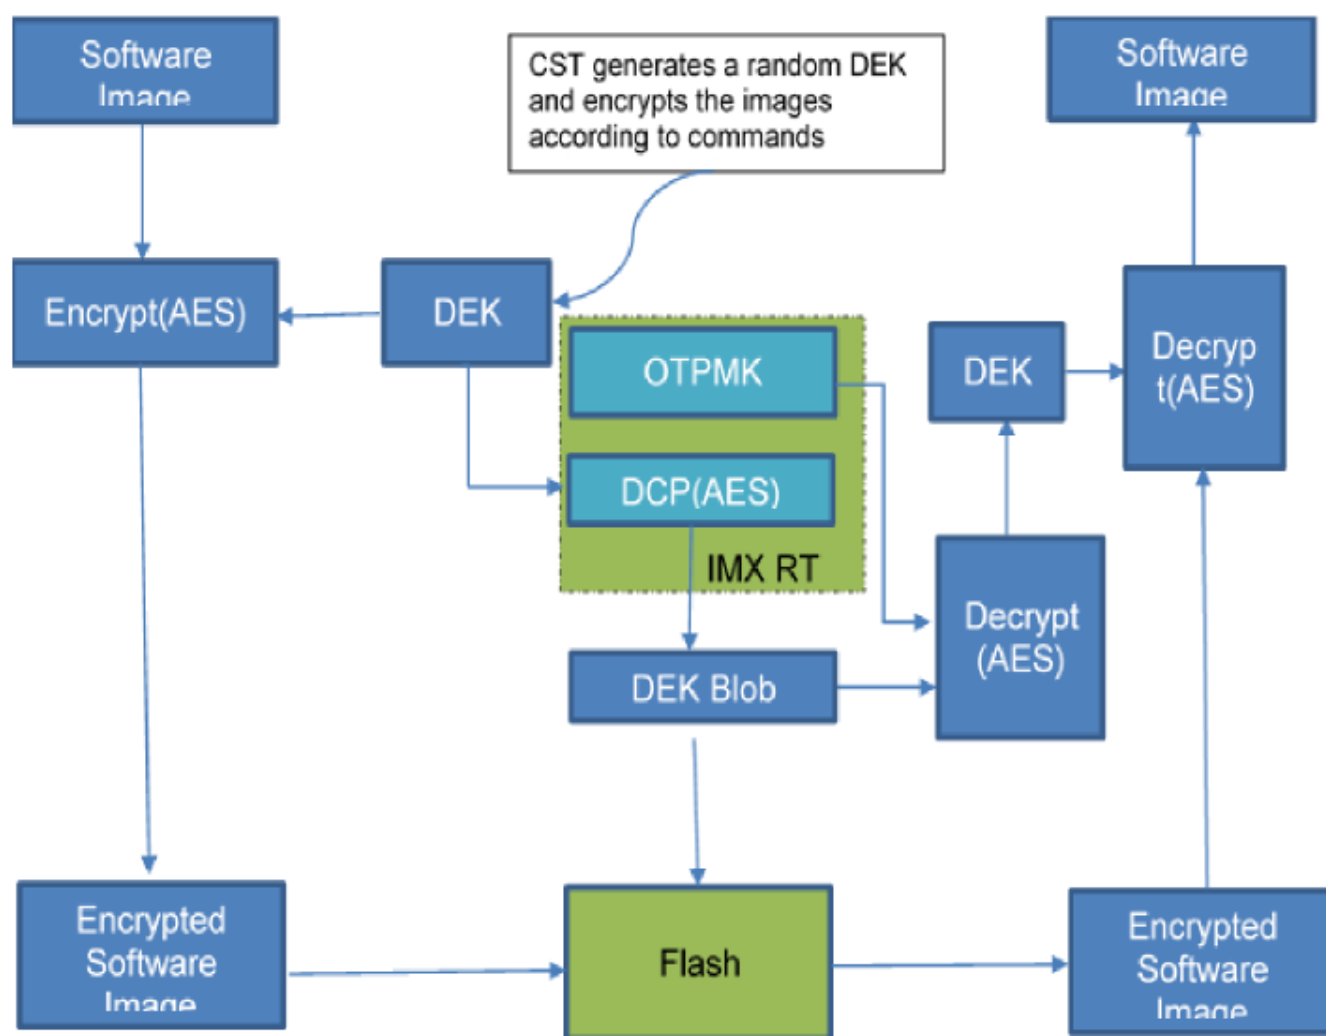 Software
Image
CST generates a random DEK
and encrypts the images
according to commands
Software
Image
Encrypt(AES)
DEK
OTPMK
DEK
Decryp
t(AES)
DCP(AES)
IMX RT
Decrypt
(AES)
DEK Blob
Encrypted
Software
Image
Flash
Encrypted
Software
Image